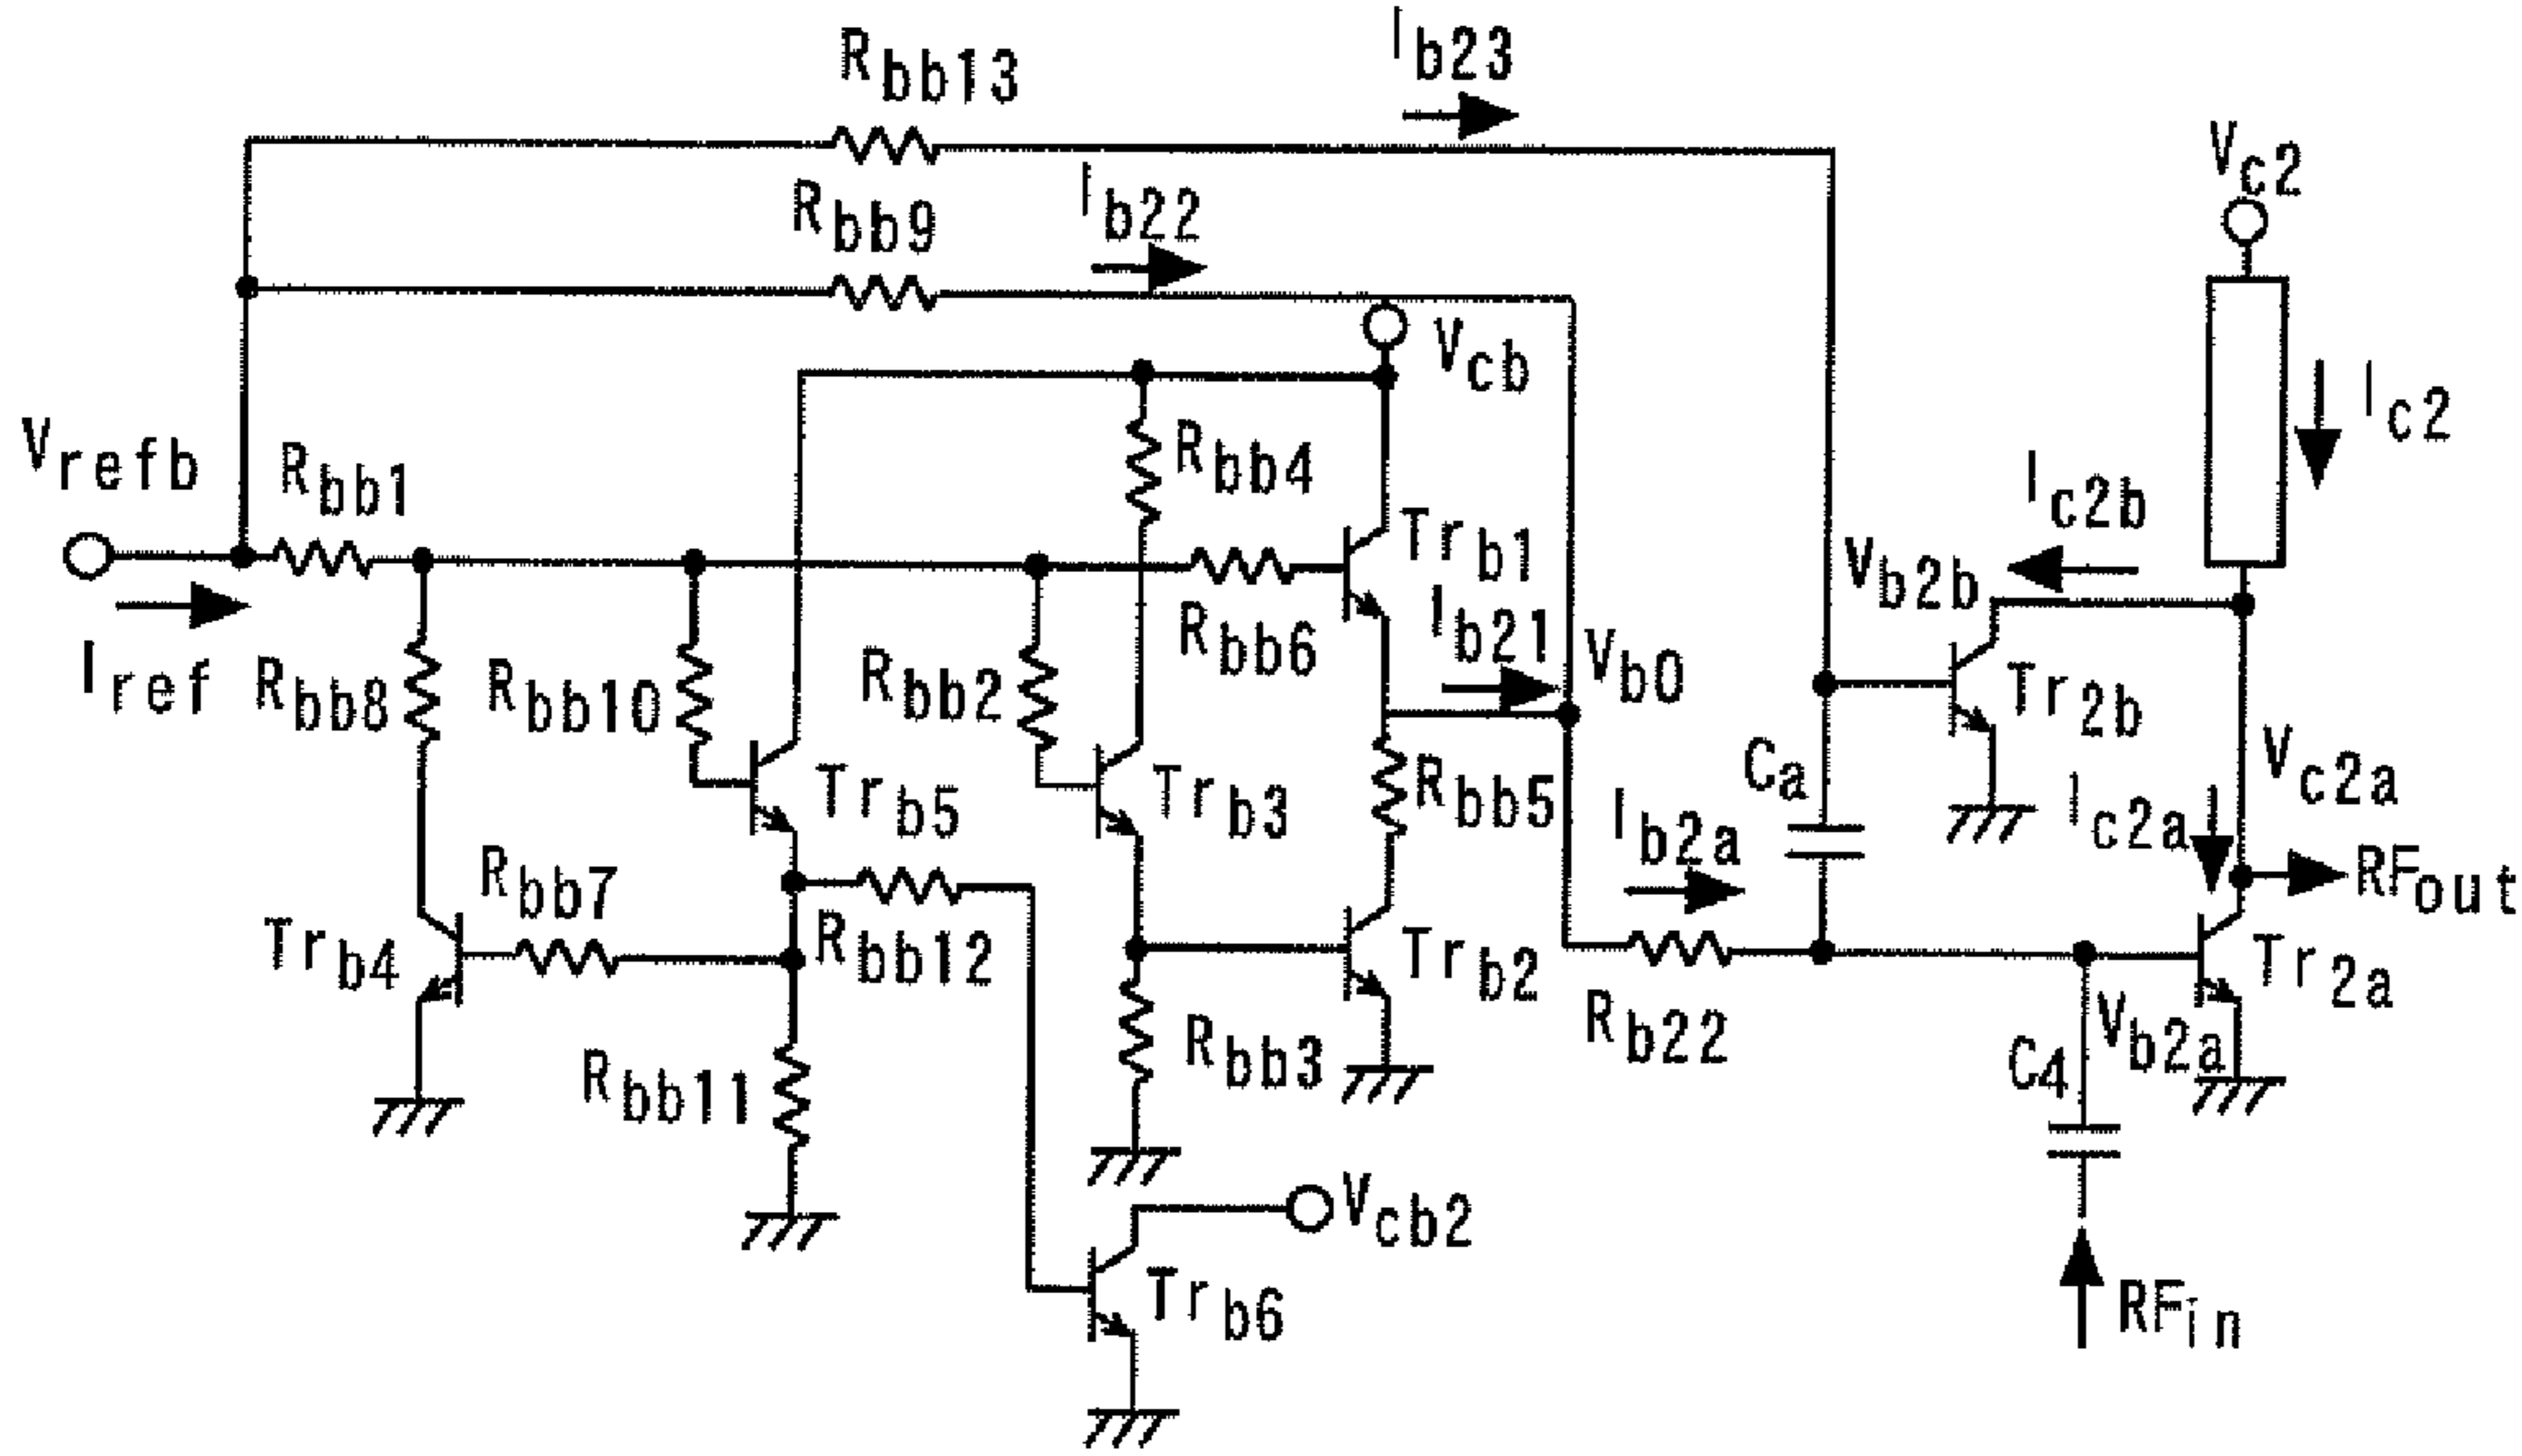 Rbb13
Ib23
Rbb9
Ib22
Vc2
Vcb
Vrefb
Rbb1
Rbb4
Ic2
Ic2b
Trb1
Vb2b
Iref
Rbb8
Rbb10
Rbb2
Rbb6
Ib21
Vb0
Tr2b
Trb5
Trb3
Rbb5
Ca
Vc2a
Ic2a
Ib2a
RFout
Rbb7
Trb4
Rbb12
Trb2
Tr2a
Rbb11
Rbb3
Rb22
C4
Vb2a
Vcb2
Trb6
RFin